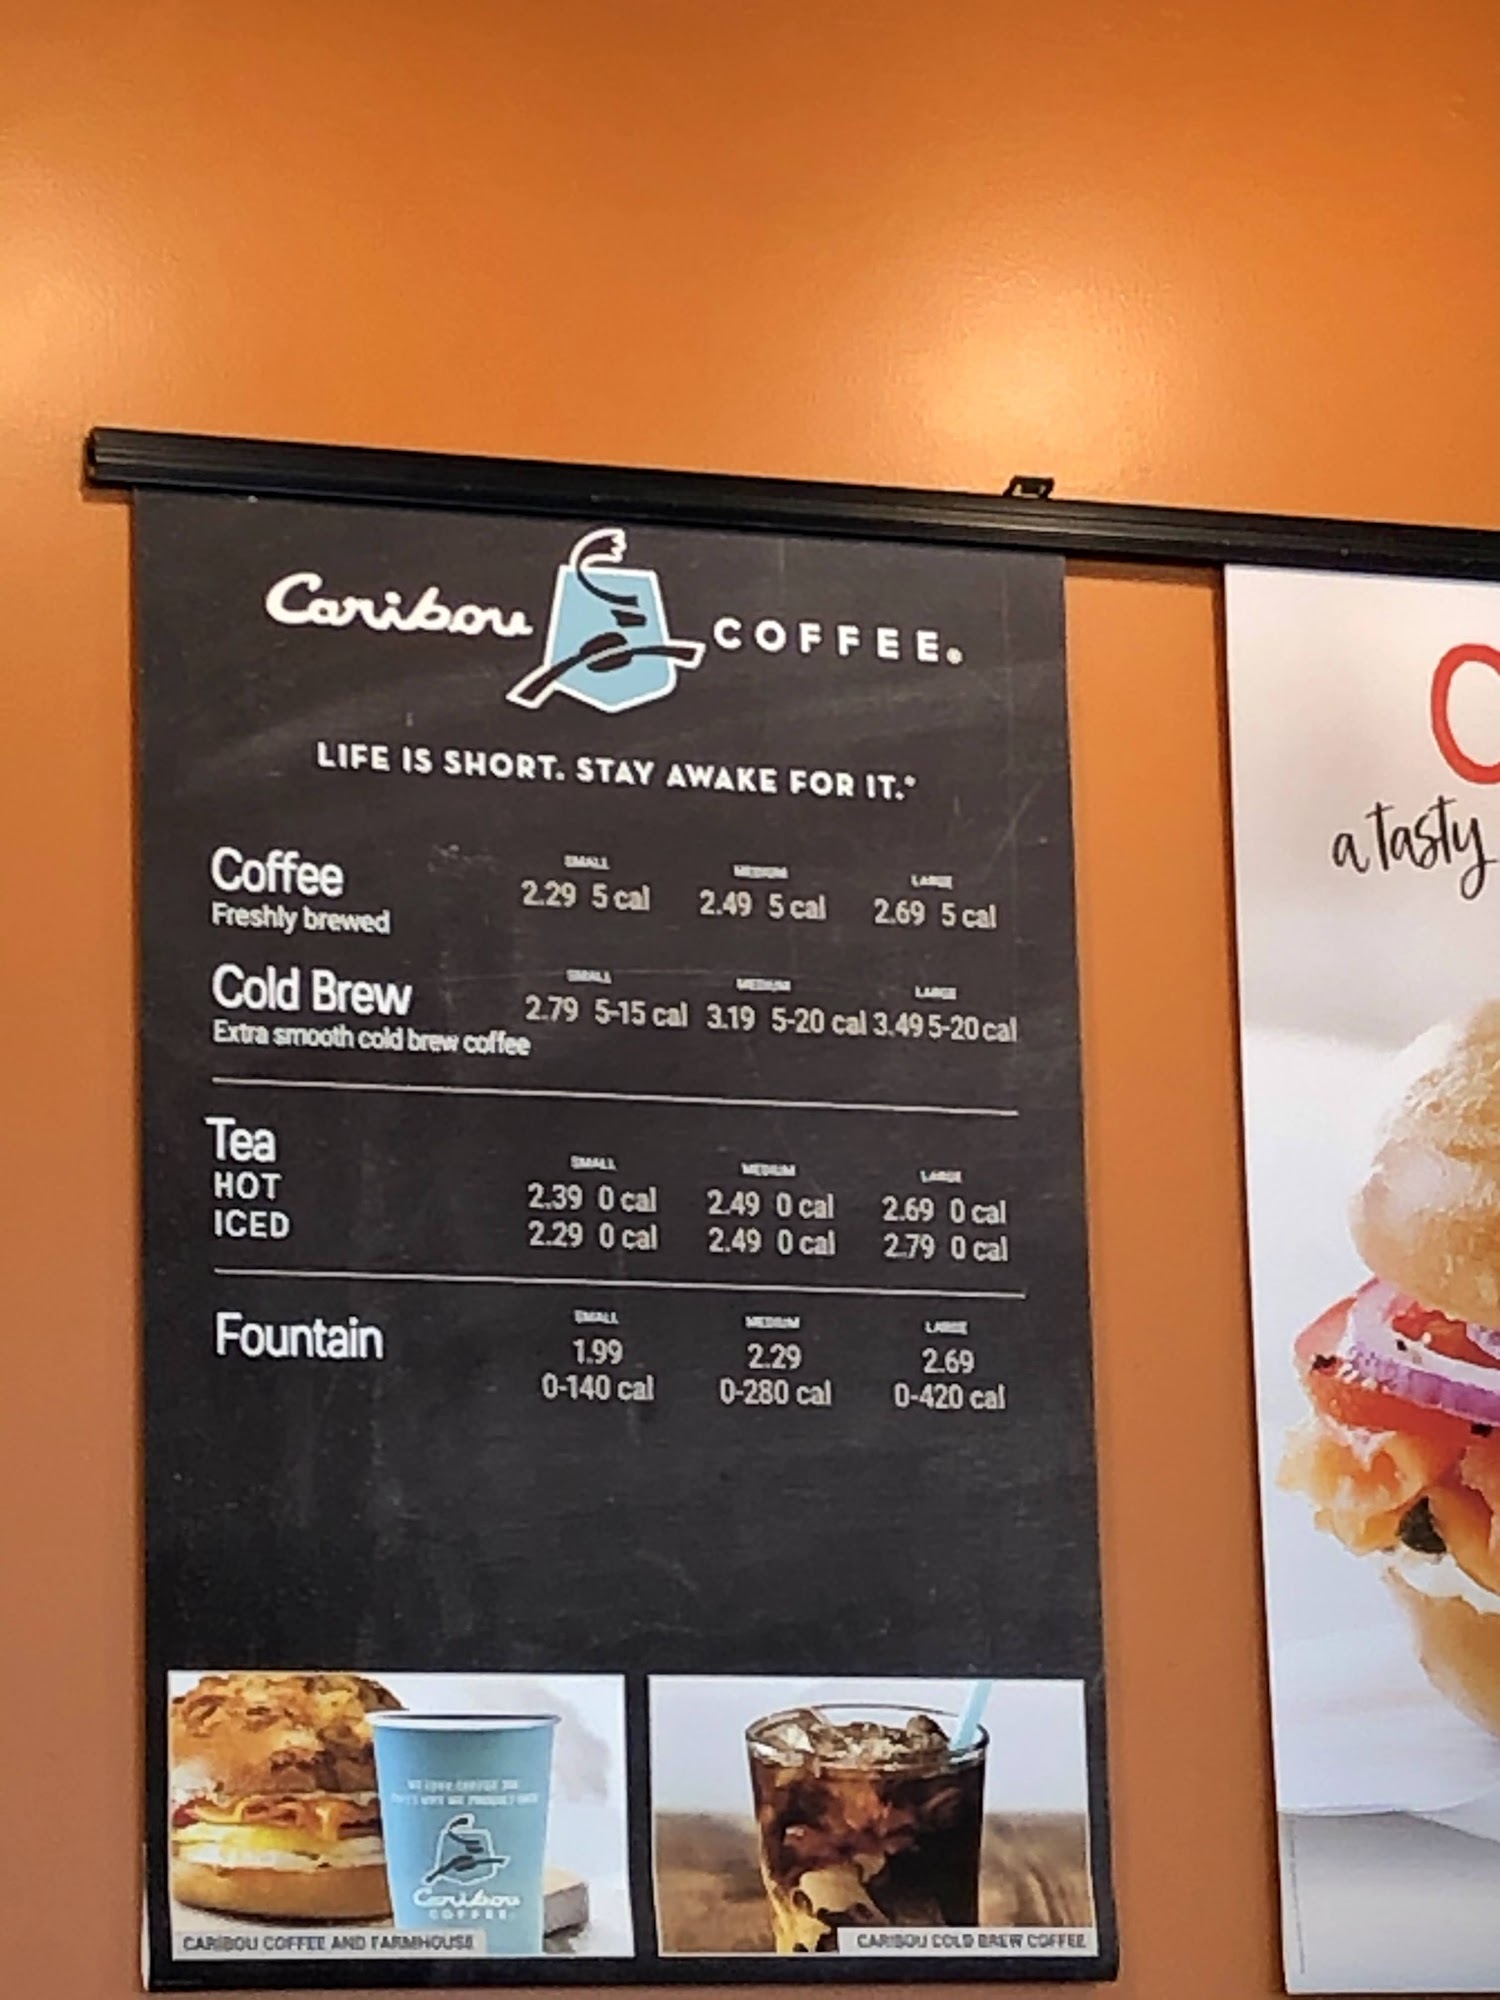 Caribou COFFEE®
LIFE IS SHORT. STAY AWAKE FOR IT.®
Coffee
Freshly brewed
SMALL MEDIUM LARGE
2.29 5 cal 2.49 5 cal 2.69 5 cal
Cold Brew
Extra smooth cold brew coffee
SMALL MEDIUM LARGE
2.79 5-15 cal 3.19 5-20 cal 3.49 5-20 cal
Tea
SMALL MEDIUM LARGE
HOT 2.39 0 cal 2.49 0 cal 2.69 0 cal
ICED 2.29 0 cal 2.49 0 cal 2.79 0 cal
Fountain
SMALL MEDIUM LARGE
1.99 2.29 2.69
0-140 cal 0-280 cal 0-420 cal
Caribou
COFFEE
CARIBOU COFFEE AND FARMHOUSE
CARIBOU COLD BREW COFFEE
a tasty